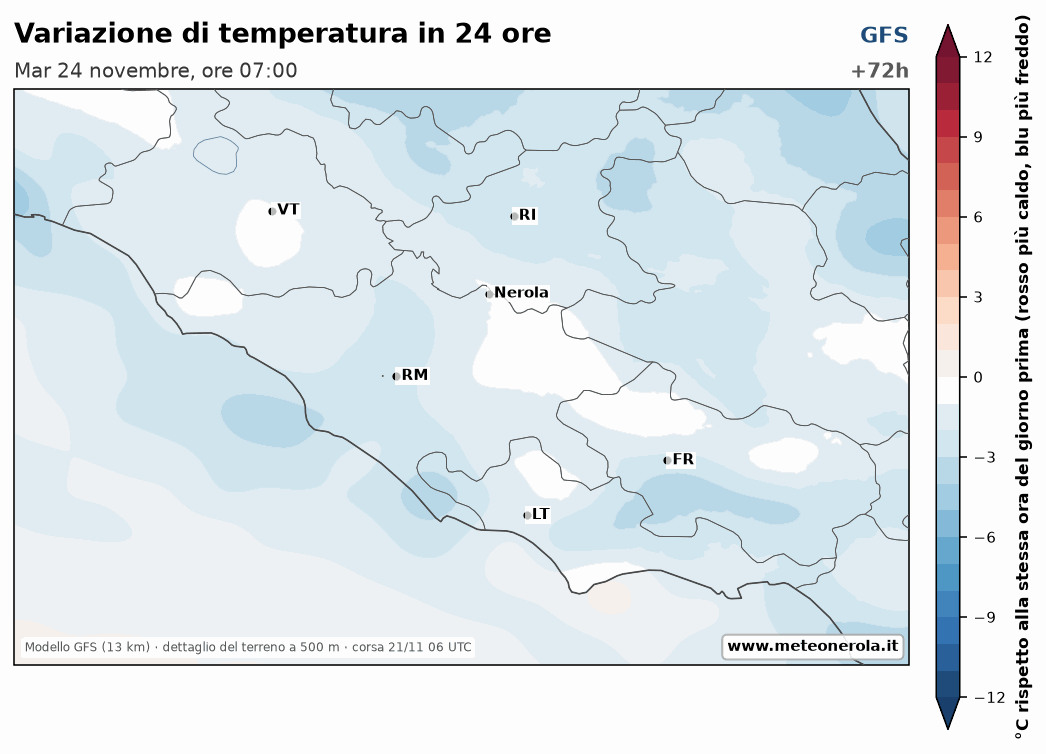 Variazione di temperatura in 24 ore
GFS
Mar 24 novembre, ore 07:00
+72h
VT
RI
Nerola
RM
FR
LT
Modello GFS (13 km) · dettaglio del terreno a 500 m · corsa 21/11 06 UTC
www.meteonerola.it
12
9
6
3
0
−3
−6
−9
−12
°C rispetto alla stessa ora del giorno prima (rosso più caldo, blu più freddo)